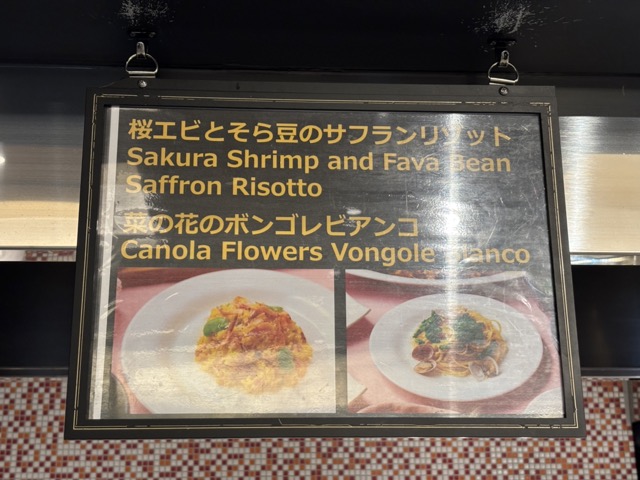 桜エビとそら豆のサフランリゾット
Sakura Shrimp and Fava Bean
Saffron Risotto
菜の花のボンゴレビアンコ
Canola Flowers Vongole Bianco